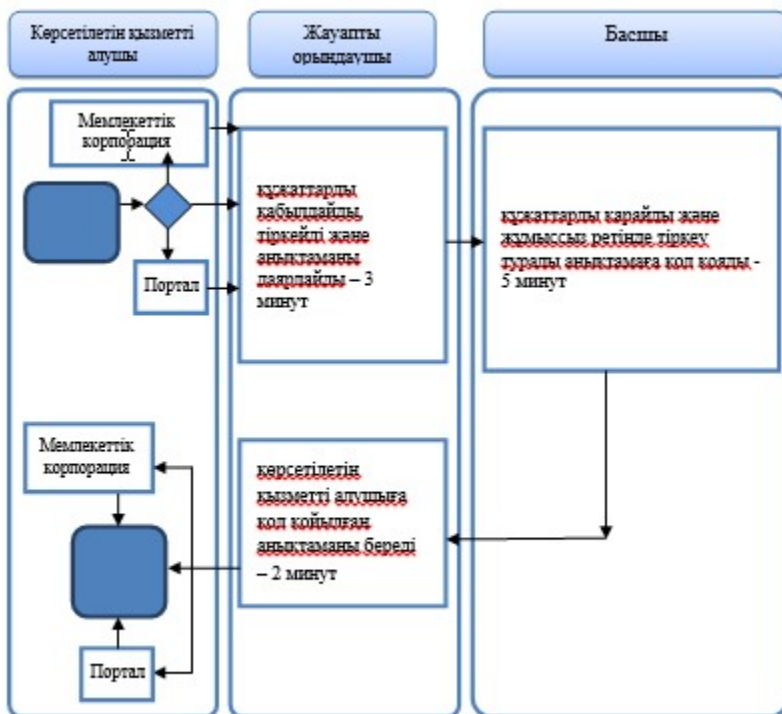 Көрсетілетін қызметті
алушы
Жауапты
орындаушы
Басшы
Мемлекеттік
корпорация
Портал
құжаттарды
қабылдайды,
тіркейді және
анықтаманы
даярлайды – 3
минут
құжаттарды қарайды және
жұмыссыз ретінде тіркеу
туралы анықтамаға қол қояды -
5 минут
Мемлекеттік
корпорация
Портал
көрсетілетін
қызметті алушыға
қол қойылған
анықтаманы береді
– 2 минут